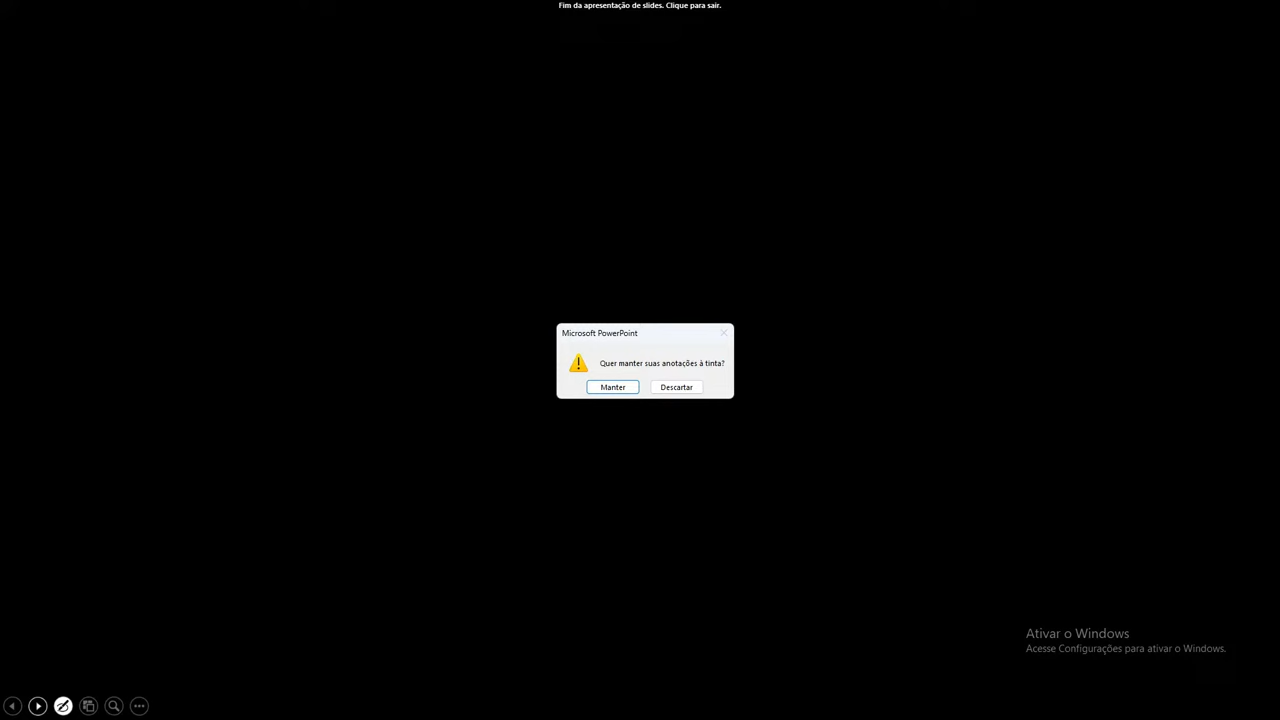 Fim da apresentação de slides. Clique para sair.
Microsoft PowerPoint
Quer manter suas anotações à tinta?
Manter
Descartar
Ativar o Windows
Acesse Configurações para ativar o Windows.